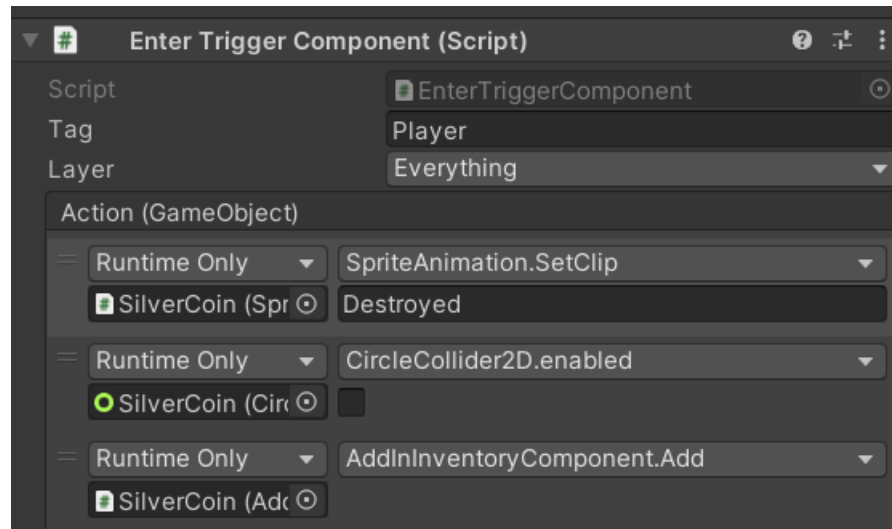 Enter Trigger Component (Script)
Script EnterTriggerComponent
Tag Player
Layer Everything
Action (GameObject)
Runtime Only SpriteAnimation.SetClip
SilverCoin (Spr Destroyed
Runtime Only CircleCollider2D.enabled
SilverCoin (Circ
Runtime Only AddInInventoryComponent.Add
SilverCoin (Add